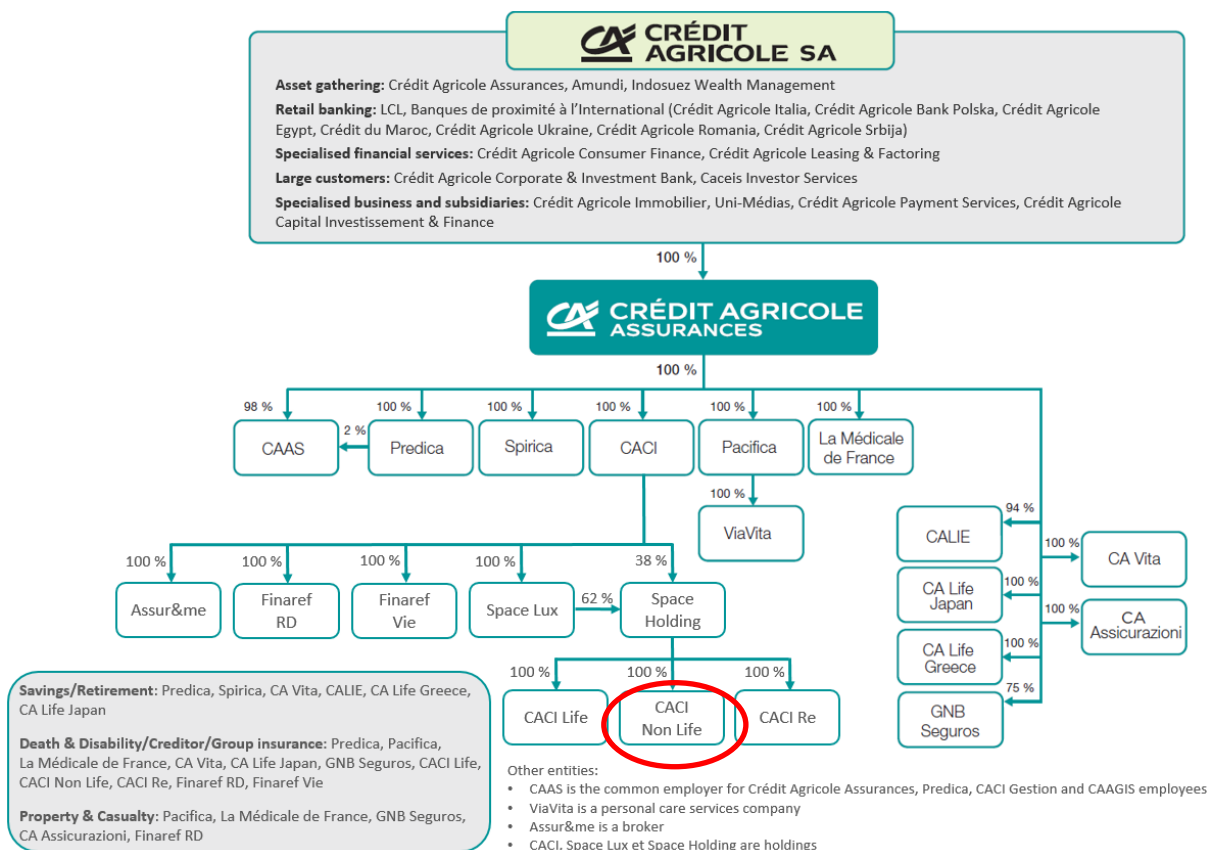 CRÉDIT
AGRICOLE SA
Asset gathering: Crédit Agricole Assurances, Amundi, Indosuez Wealth Management
Retail banking: LCL, Banques de proximité à l’International (Crédit Agricole Italia, Crédit Agricole Bank Polska, Crédit Agricole
Egypt, Crédit du Maroc, Crédit Agricole Ukraine, Crédit Agricole Romania, Crédit Agricole Srbija)
Specialised financial services: Crédit Agricole Consumer Finance, Crédit Agricole Leasing & Factoring
Large customers: Crédit Agricole Corporate & Investment Bank, Caceis Investor Services
Specialised business and subsidiaries: Crédit Agricole Immobilier, Uni-Médias, Crédit Agricole Payment Services, Crédit Agricole
Capital Investissement & Finance
100 %
CRÉDIT AGRICOLE
ASSURANCES
100 %
98 %
100 %
100 %
100 %
100 %
100 %
CAAS
2 %
Predica
Spirica
CACI
Pacifica
La Médicale
de France
100 %
ViaVita
94 %
CALIE
100 %
CA Vita
100 %
CA Life
Japan
100 %
CA
Assicurazioni
100 %
CA Life
Greece
75 %
GNB
Seguros
100 %
100 %
100 %
100 %
38 %
Assur&me
Finaref
RD
Finaref
Vie
Space Lux
62 %
Space
Holding
100 %
100 %
100 %
CACI Life
CACI
Non Life
CACI Re
Savings/Retirement: Predica, Spirica, CA Vita, CALIE, CA Life Greece,
CA Life Japan
Death & Disability/Creditor/Group insurance: Predica, Pacifica,
La Médicale de France, CA Vita, CA Life Japan, GNB Seguros, CACI Life,
CACI Non Life, CACI Re, Finaref RD, Finaref Vie
Property & Casualty: Pacifica, La Médicale de France, GNB Seguros,
CA Assicurazioni, Finaref RD
Other entities:
• CAAS is the common employer for Crédit Agricole Assurances, Predica, CACI Gestion and CAAGIS employees
• ViaVita is a personal care services company
• Assur&me is a broker
• CACI, Space Lux et Space Holding are holdings